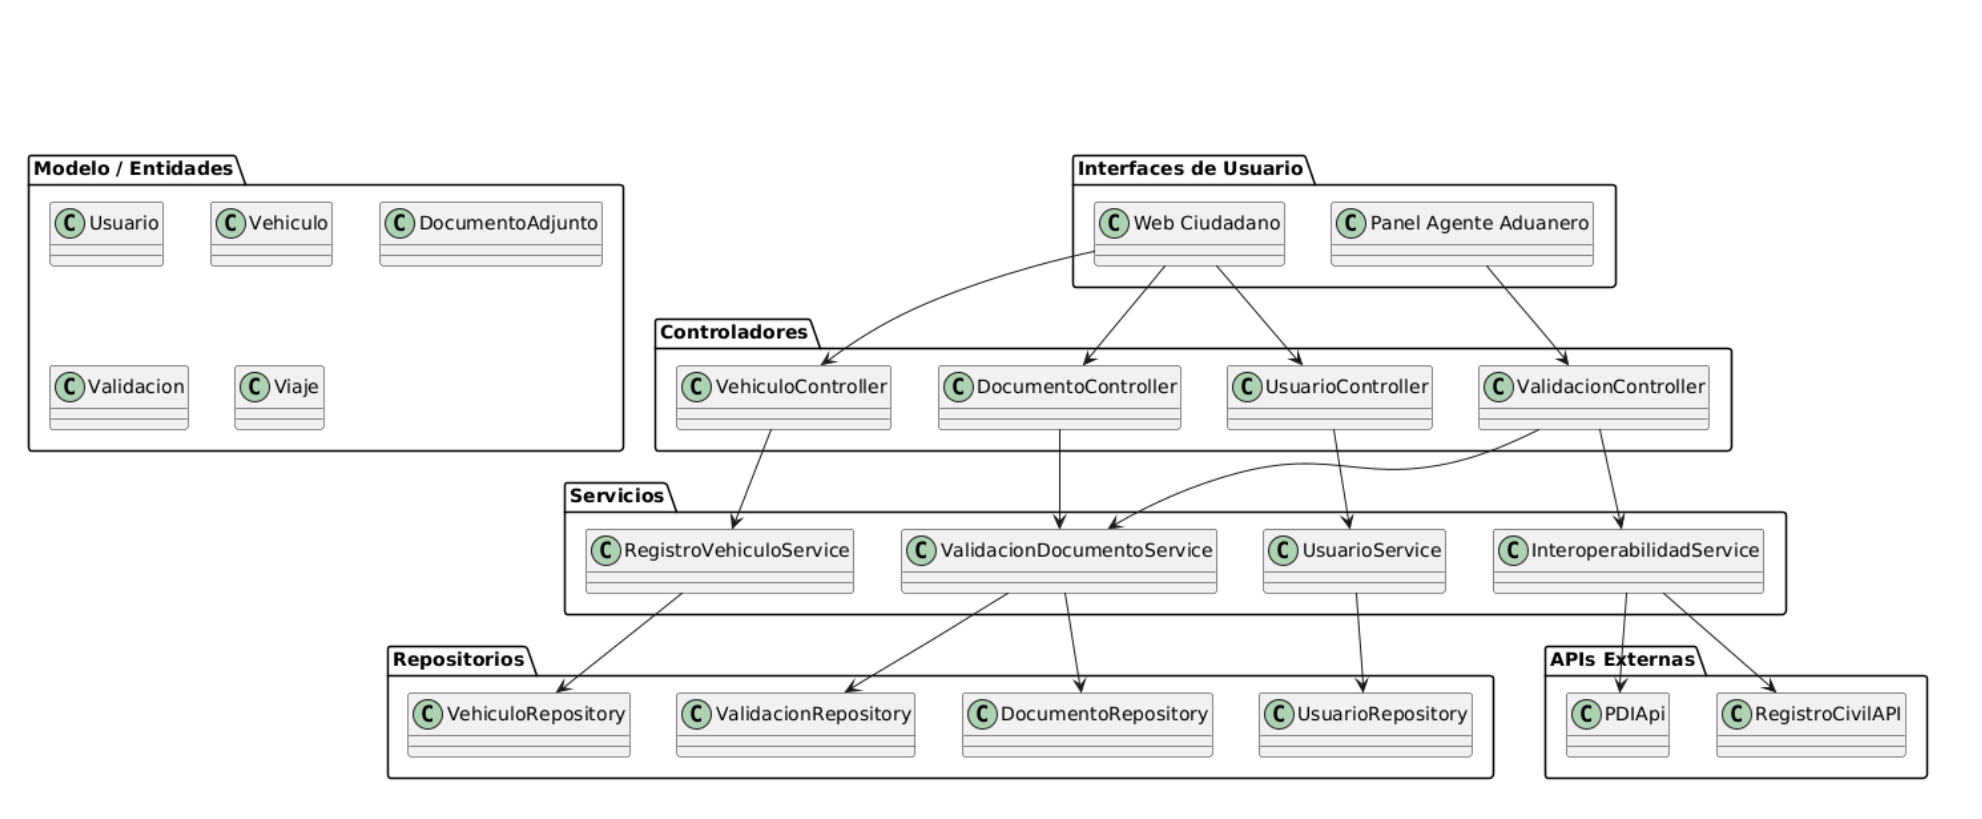 Modelo / Entidades
C Usuario
C Vehiculo
C DocumentoAdjunto
C Validacion
C Viaje
Interfaces de Usuario
C Web Ciudadano
C Panel Agente Aduanero
Controladores
C VehiculoController
C DocumentoController
C UsuarioController
C ValidacionController
Servicios
C RegistroVehiculoService
C ValidacionDocumentoService
C UsuarioService
C InteroperabilidadService
Repositorios
C VehiculoRepository
C ValidacionRepository
C DocumentoRepository
C UsuarioRepository
APIs Externas
C PDIApi
C RegistroCivilAPI